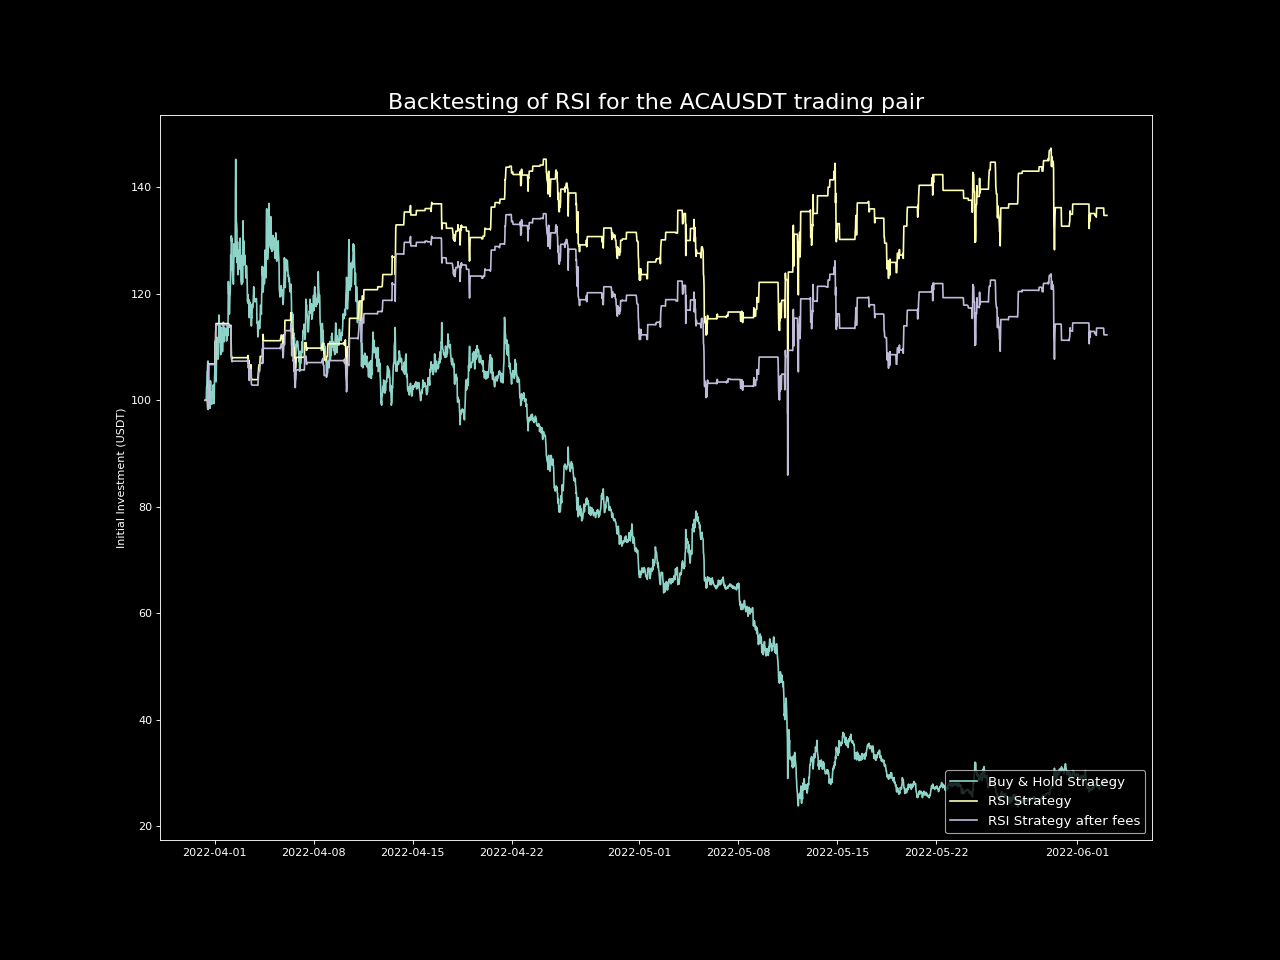 Backtesting of RSI for the ACAUSDT trading pair
Initial Investment (USDT)
140
120
100
80
60
40
20
2022-04-01 2022-04-08 2022-04-15 2022-04-22 2022-05-01 2022-05-08 2022-05-15 2022-05-22 2022-06-01
Buy & Hold Strategy
RSI Strategy
RSI Strategy after fees